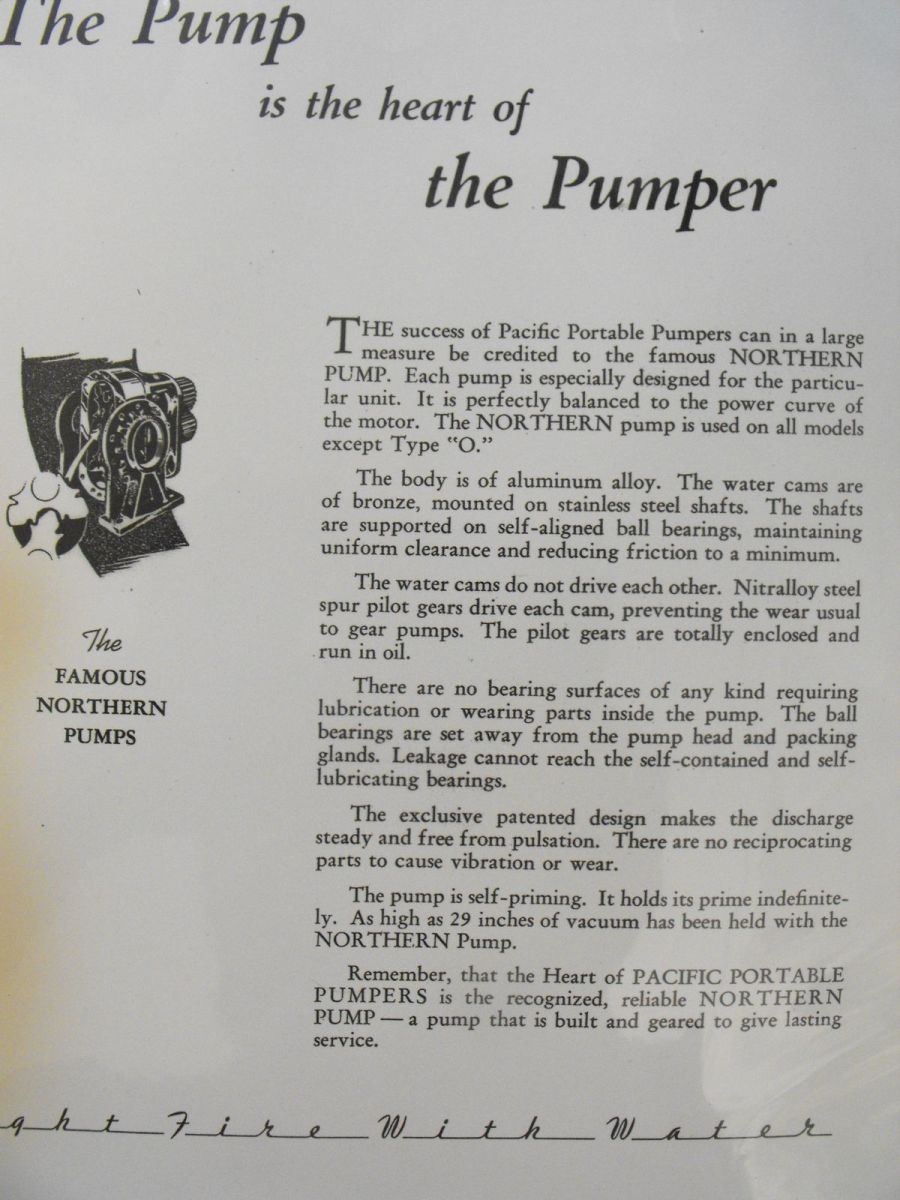 The Pump
is the heart of
the Pumper
THE success of Pacific Portable Pumpers can in a large
measure be credited to the famous NORTHERN
PUMP. Each pump is especially designed for the particu-
lar unit. It is perfectly balanced to the power curve of
the motor. The NORTHERN pump is used on all models
except Type "O."
The body is of aluminum alloy. The water cams are
of bronze, mounted on stainless steel shafts. The shafts
are supported on self-aligned ball bearings, maintaining
uniform clearance and reducing friction to a minimum.
The water cams do not drive each other. Nitralloy steel
spur pilot gears drive each cam, preventing the wear usual
to gear pumps. The pilot gears are totally enclosed and
run in oil.
There are no bearing surfaces of any kind requiring
lubrication or wearing parts inside the pump. The ball
bearings are set away from the pump head and packing
glands. Leakage cannot reach the self-contained and self-
lubricating bearings.
The exclusive patented design makes the discharge
steady and free from pulsation. There are no reciprocating
parts to cause vibration or wear.
The pump is self-priming. It holds its prime indefinite-
ly. As high as 29 inches of vacuum has been held with the
NORTHERN Pump.
Remember, that the Heart of PACIFIC PORTABLE
PUMPERS is the recognized, reliable NORTHERN
PUMP — a pump that is built and geared to give lasting
service.
The
FAMOUS
NORTHERN
PUMPS
ght Fire With Water